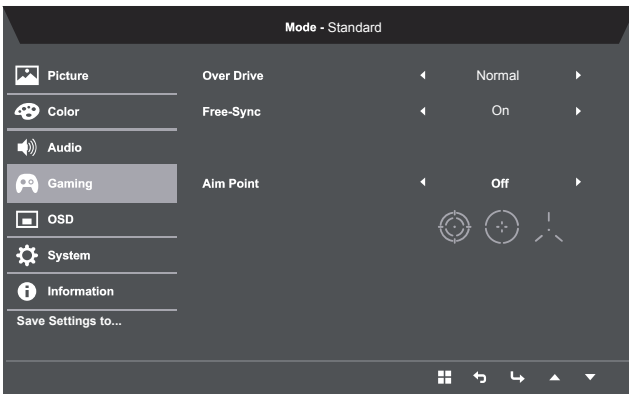 Mode - Standard
Picture
Over Drive Normal
Color
Free-Sync On
Audio
Gaming
Aim Point Off
OSD
System
Information
Save Settings to...